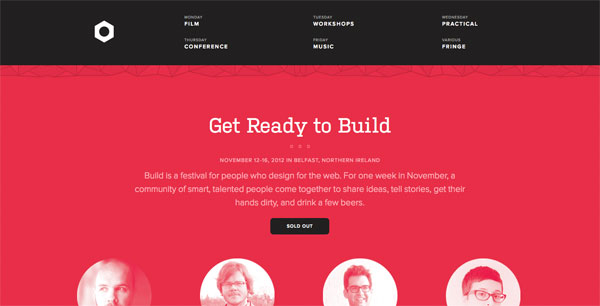 MONDAY
FILM
TUESDAY
WORKSHOPS
WEDNESDAY
PRACTICAL
THURSDAY
CONFERENCE
FRIDAY
MUSIC
VARIOUS
FRINGE
Get Ready to Build
NOVEMBER 12-16, 2012 IN BELFAST, NORTHERN IRELAND
Build is a festival for people who design for the web. For one week in November, a
community of smart, talented people come together to share ideas, tell stories, get their
hands dirty, and drink a few beers.
SOLD OUT